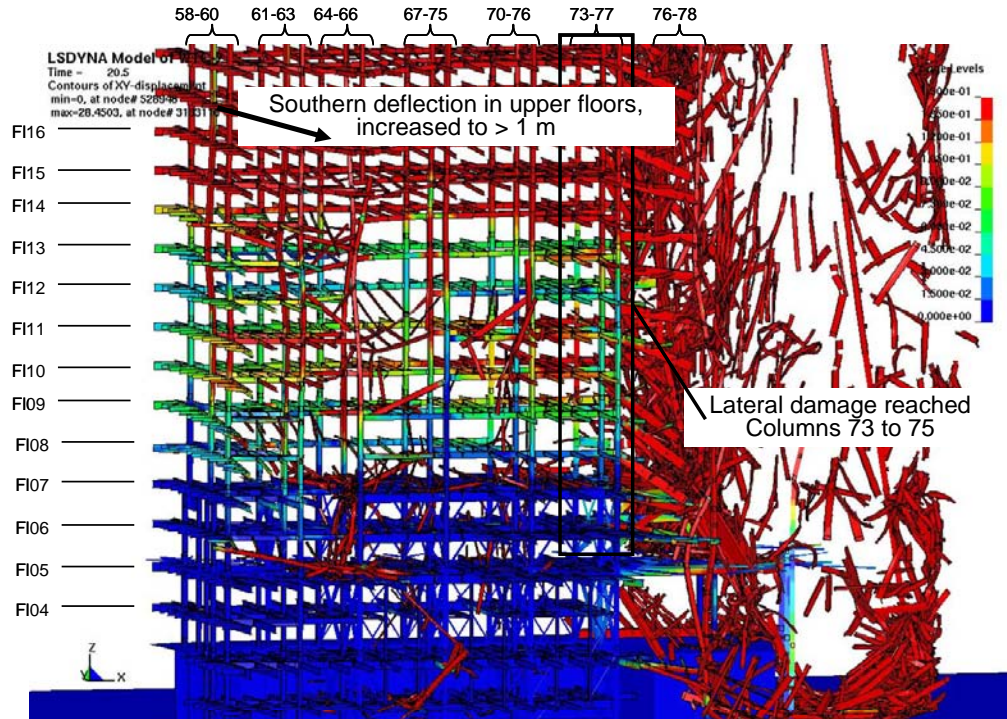 58-60 61-63 64-66 67-75 70-76 73-77 76-78
LSDYNA Model of
Time = 20.5
Contours of XY-displacement
min=0, at node# 528948
max=28.4503, at node#
Levels
Southern deflection in upper floors,
increased to > 1 m
Fl16
Fl15
Fl14
Fl13
Fl12
Fl11
Fl10
Fl09
Fl08
Fl07
Fl06
Fl05
Fl04
1.500e-02
0.000e+00
Lateral damage reached
Columns 73 to 75
Z
Y X